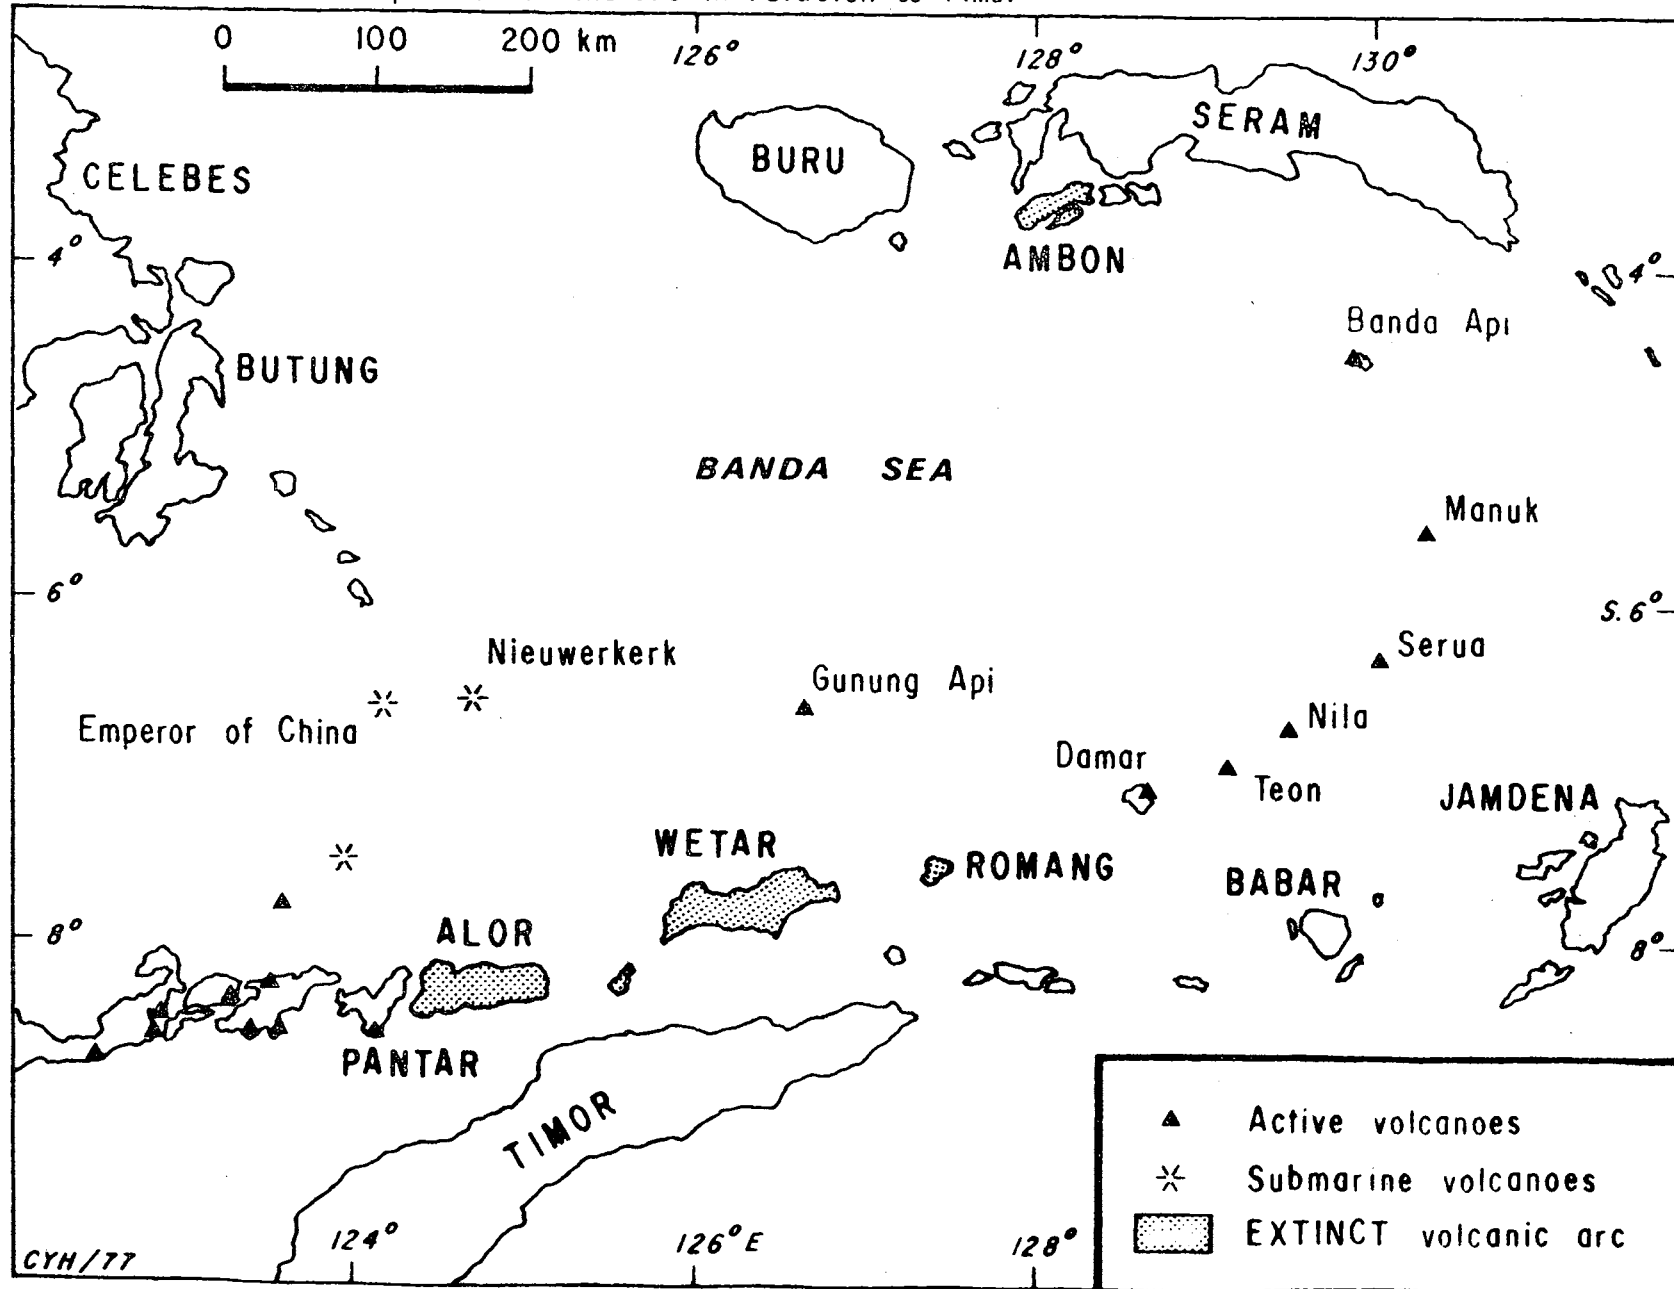 0 100 200 km
126° 128° 130°
SERAM
BURU
CELEBES
AMBON
4° 4°
Banda Api
BUTUNG
BANDA SEA
Manuk
6° S. 6°
Serua
Nieuwerkerk
Gunung Api
Emperor of China
Nila
Damar
Teon
JAMDENA
WETAR
ROMANG
BABAR
ALOR
8° 8°
PANTAR
TIMOR
Active volcanoes
Submarine volcanoes
EXTINCT volcanic arc
124° 126° E 128°
CYH/77